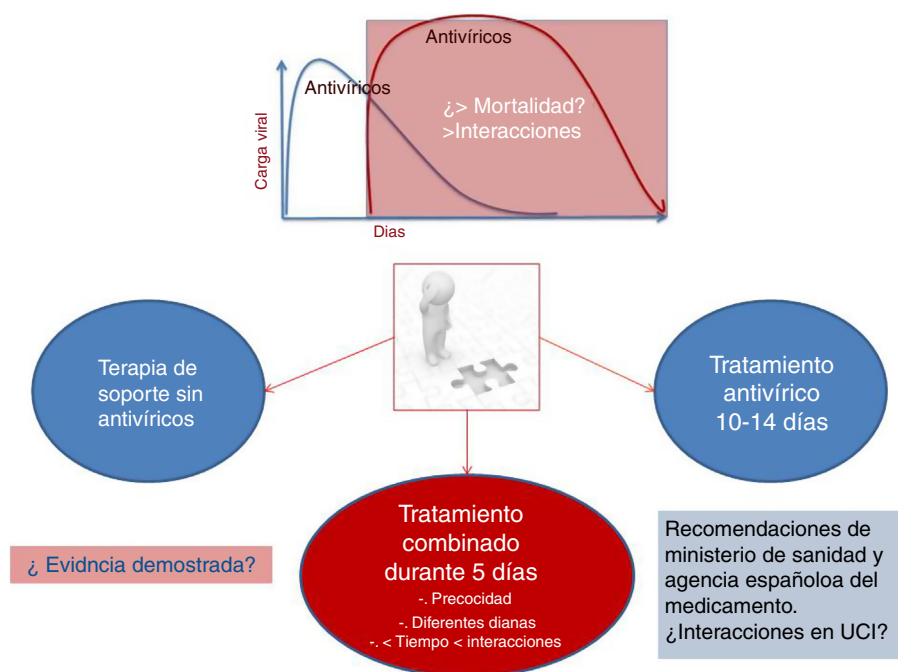 Antivíricos
Antivíricos
¿> Mortalidad?
>Interacciones
Carga viral
Dias
Terapia de
soporte sin
antivíricos
Tratamiento
antivírico
10-14 días
Tratamiento
combinado
durante 5 días
-. Precocidad
-. Diferentes dianas
-. < Tiempo < interacciones
¿ Evidncia demostrada?
Recomendaciones de
ministerio de sanidad y
agencia españoloa del
medicamento.
¿Interacciones en UCI?